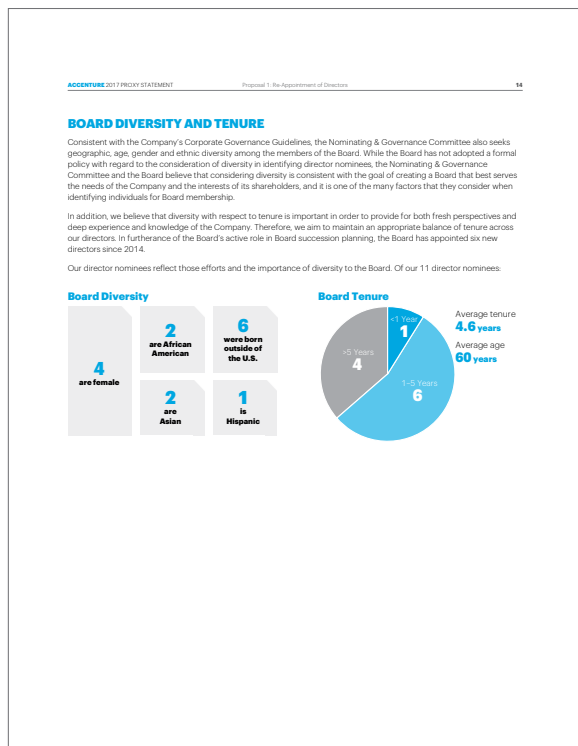 ACCENTURE 2017 PROXY STATEMENT
Proposal 1: Re-Appointment of Directors
14
BOARD DIVERSITY AND TENURE
Consistent with the Company's Corporate Governance Guidelines, the Nominating & Governance Committee also seeks
geographic, age, gender and ethnic diversity among the members of the Board. While the Board has not adopted a formal
policy with regard to the consideration of diversity in identifying director nominees, the Nominating & Governance
Committee and the Board believe that considering diversity is consistent with the goal of creating a Board that best serves
the needs of the Company and the interests of its shareholders, and it is one of the many factors that they consider when
identifying individuals for Board membership.
In addition, we believe that diversity with respect to tenure is important in order to provide for both fresh perspectives and
deep experience and knowledge of the Company. Therefore, we aim to maintain an appropriate balance of tenure across
our directors. In furtherance of the Board's active role in Board succession planning, the Board has appointed six new
directors since 2014.
Our director nominees reflect those efforts and the importance of diversity to the Board. Of our 11 director nominees:
Board Diversity
4
are female
2
are African
American
6
were born
outside of
the U.S.
2
are
Asian
1
is
Hispanic
Board Tenure
<1 Year
1
>5 Years
4
1–5 Years
6
Average tenure
4.6 years
Average age
60 years